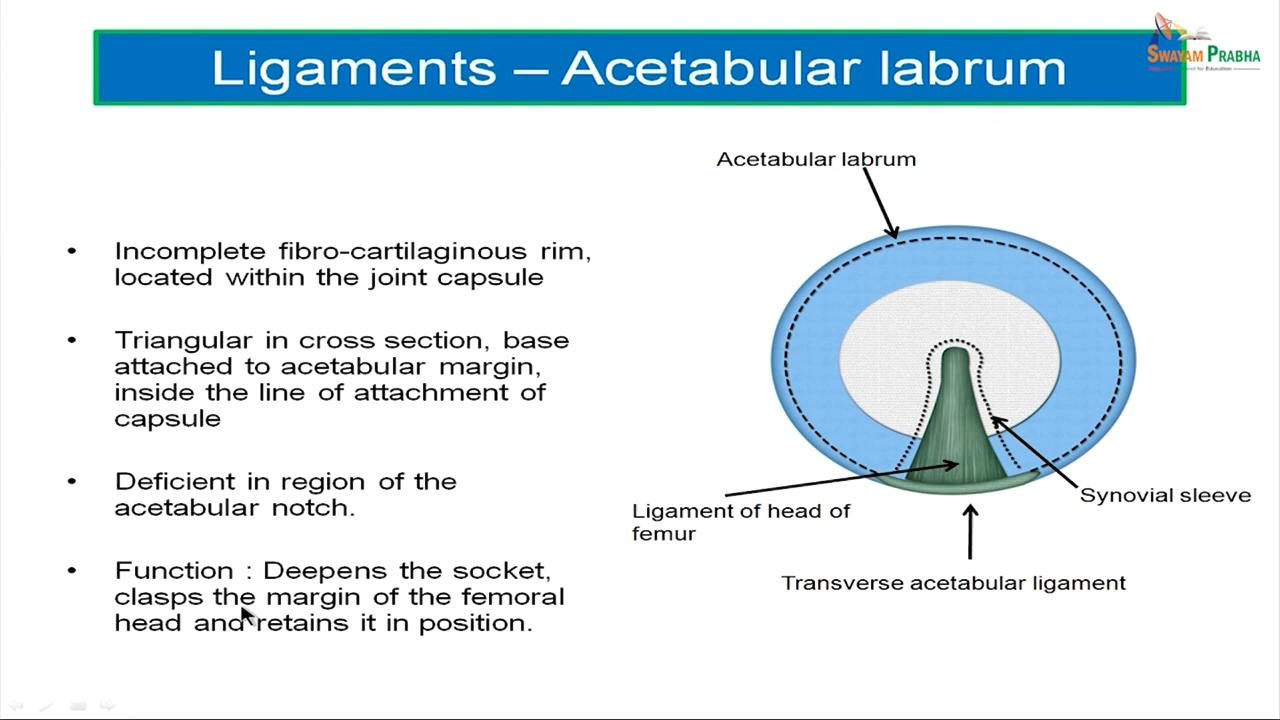 Ligaments – Acetabular labrum
SWAYAM PRABHA
Acetabular labrum
• Incomplete fibro-cartilaginous rim,
located within the joint capsule
• Triangular in cross section, base
attached to acetabular margin,
inside the line of attachment of
capsule
• Deficient in region of the
acetabular notch.
• Function : Deepens the socket,
clasps the margin of the femoral
head and retains it in position.
Ligament of head of
femur
Synovial sleeve
Transverse acetabular ligament